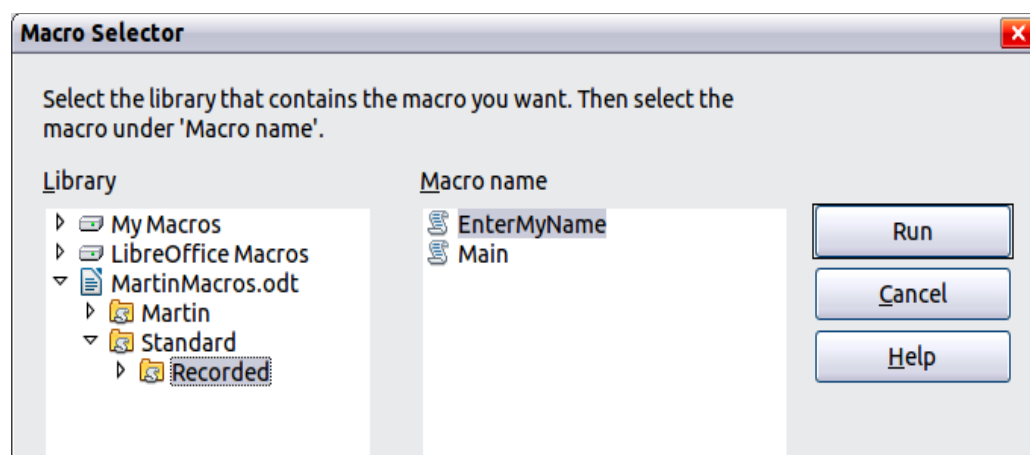 Macro Selector
Select the library that contains the macro you want. Then select the
macro under 'Macro name'.
Library
My Macros
LibreOffice Macros
MartinMacros.odt
Martin
Standard
Recorded
Macro name
EnterMyName
Main
Run
Cancel
Help